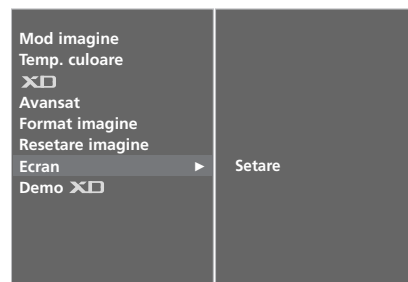 Mod imagine
Temp. culoare
XD
Avansat
Format imagine
Resetare imagine
Ecran ► Setare
Demo XD